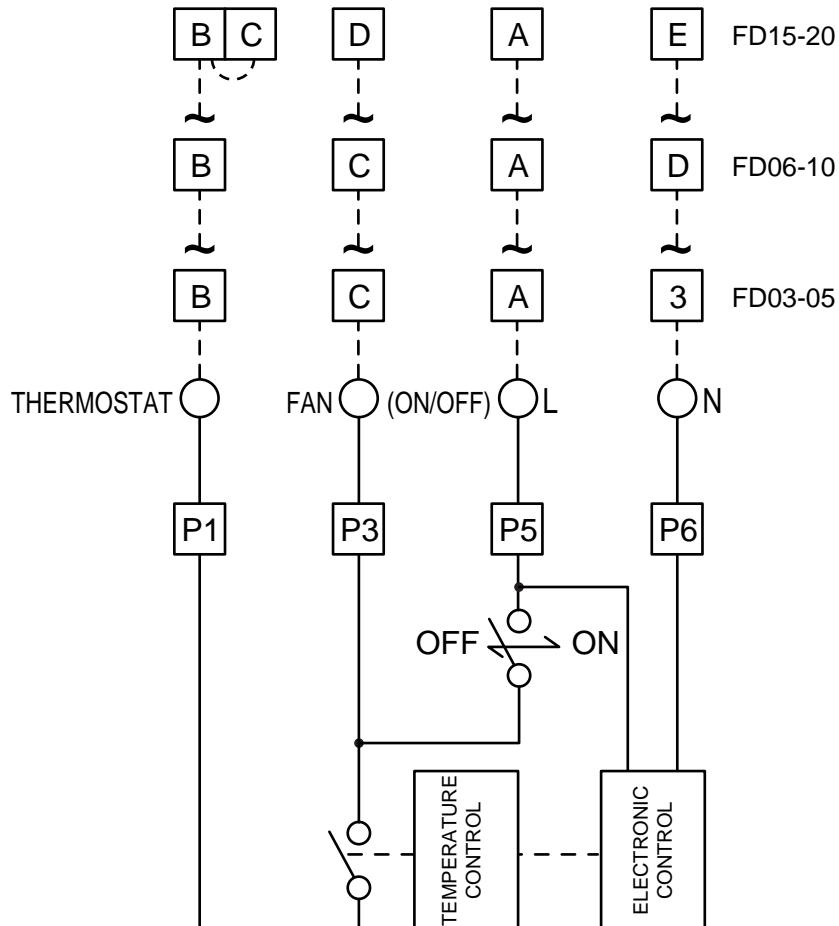 B C D A E FD15-20
B C A D FD06-10
B C A 3 FD03-05
THERMOSTAT FAN (ON/OFF) L N
P1 P3 P5 P6
OFF ON
TEMPERATURE
CONTROL
ELECTRONIC
CONTROL